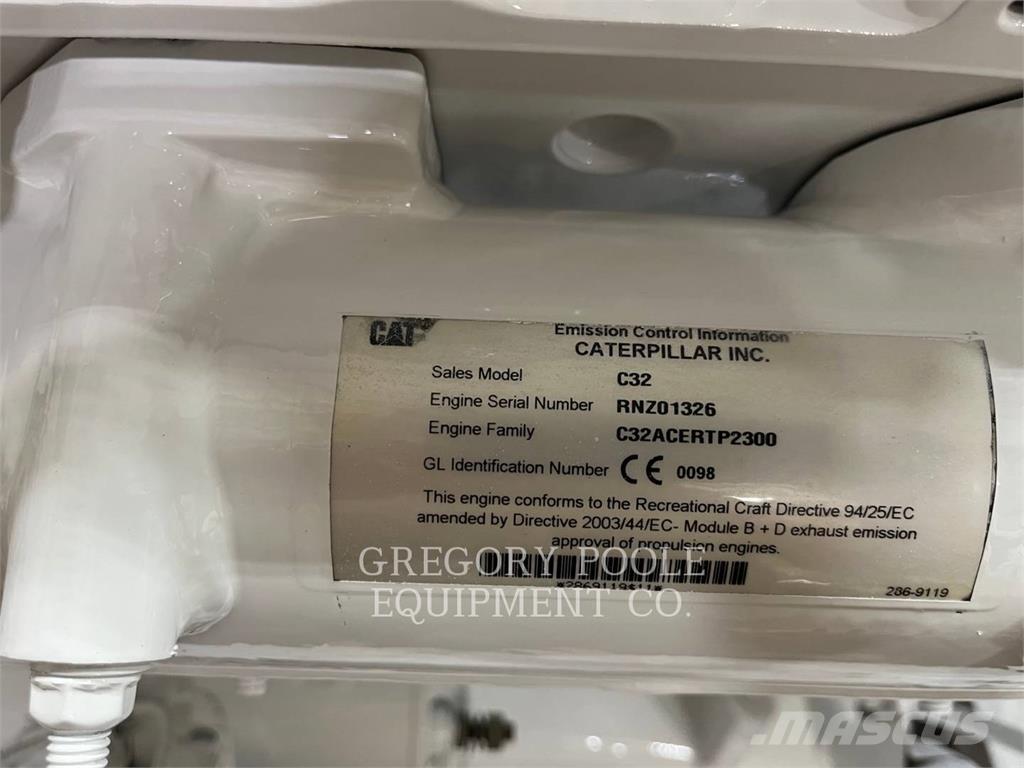 CAT
Emission Control Information
CATERPILLAR INC.
Sales Model C32
Engine Serial Number RNZ01326
Engine Family C32ACERTP2300
GL Identification Number CE 0098
This engine conforms to the Recreational Craft Directive 94/25/EC
amended by Directive 2003/44/EC- Module B + D exhaust emission
approval of propulsion engines.
286-9119
GREGORY POOLE
EQUIPMENT CO.
MASCUS